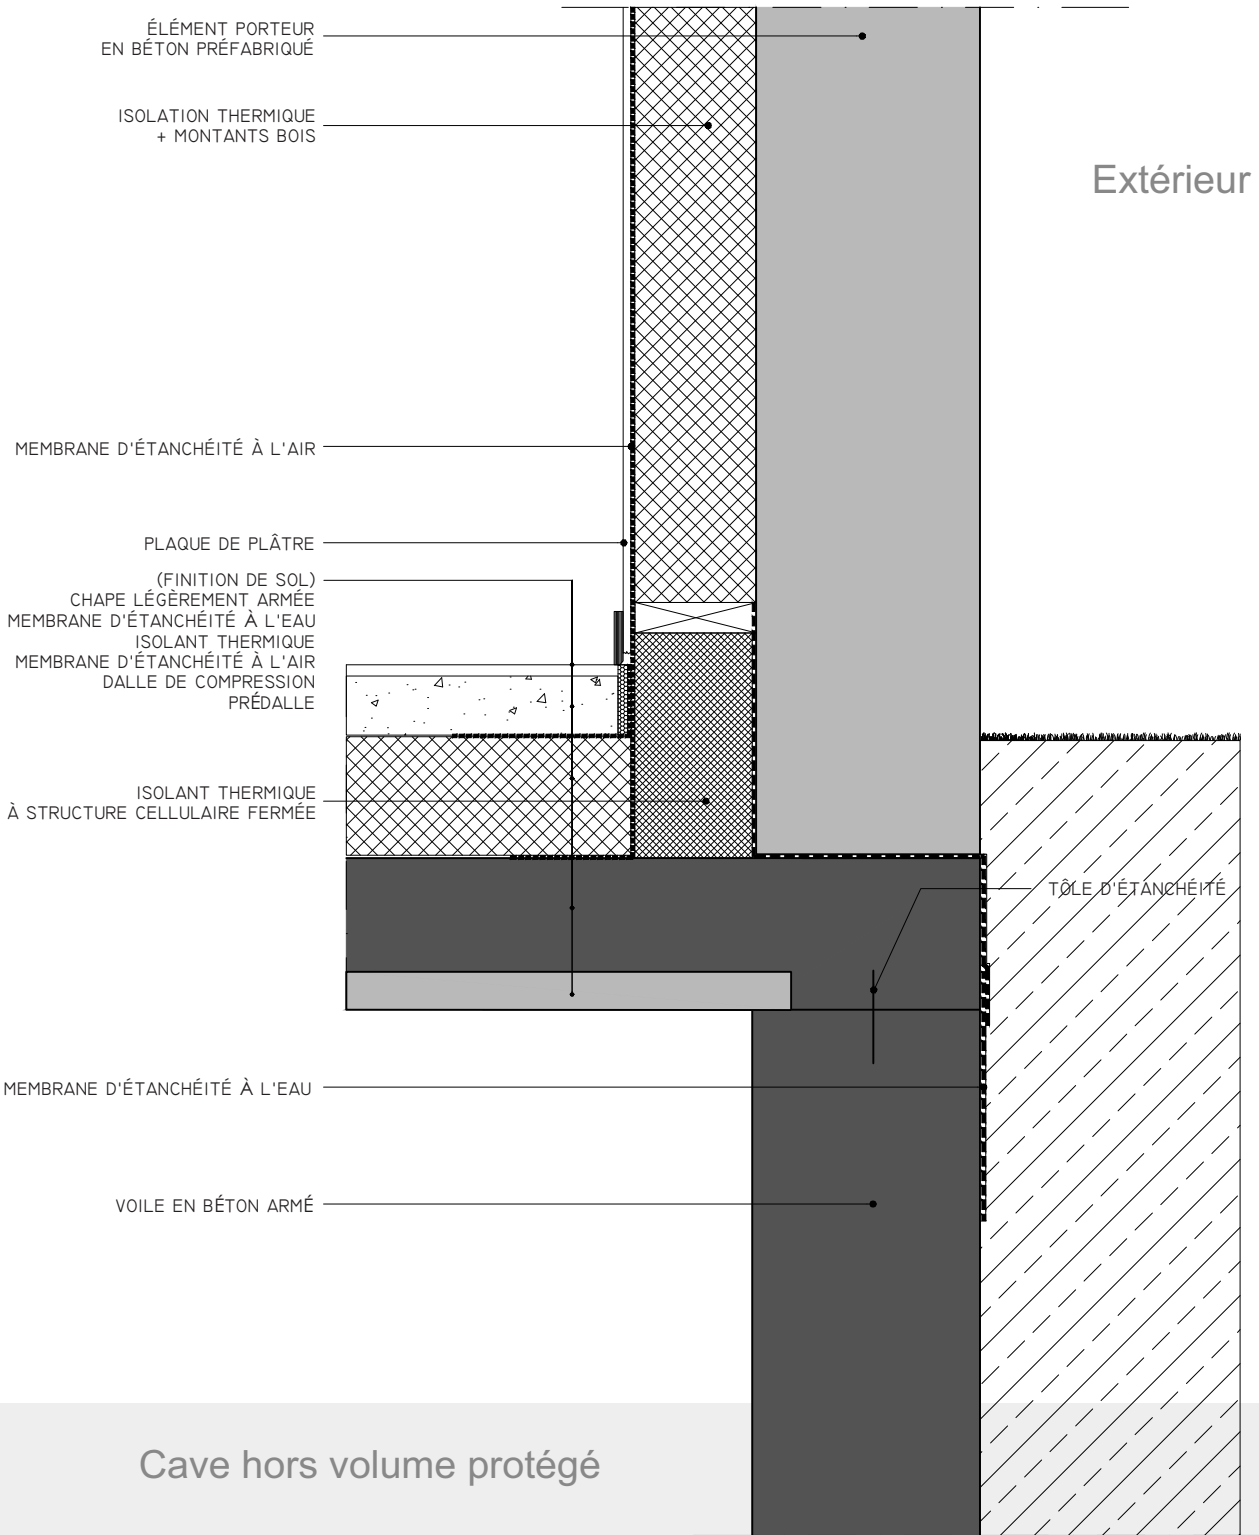 ÉLÉMENT PORTEUR
EN BÉTON PRÉFABRIQUÉ
ISOLATION THERMIQUE
+ MONTANTS BOIS
Extérieur
MEMBRANE D'ÉTANCHÉITÉ À L'AIR
PLAQUE DE PLÂTRE
(FINITION DE SOL)
CHAPE LÉGÈREMENT ARMÉE
MEMBRANE D'ÉTANCHÉITÉ À L'EAU
ISOLANT THERMIQUE
MEMBRANE D'ÉTANCHÉITÉ À L'AIR
DALLE DE COMPRESSION
PRÉDALLE
ISOLANT THERMIQUE
À STRUCTURE CELLULAIRE FERMÉE
TÔLE D'ÉTANCHÉITÉ
MEMBRANE D'ÉTANCHÉITÉ À L'EAU
VOILE EN BÉTON ARMÉ
Cave hors volume protégé